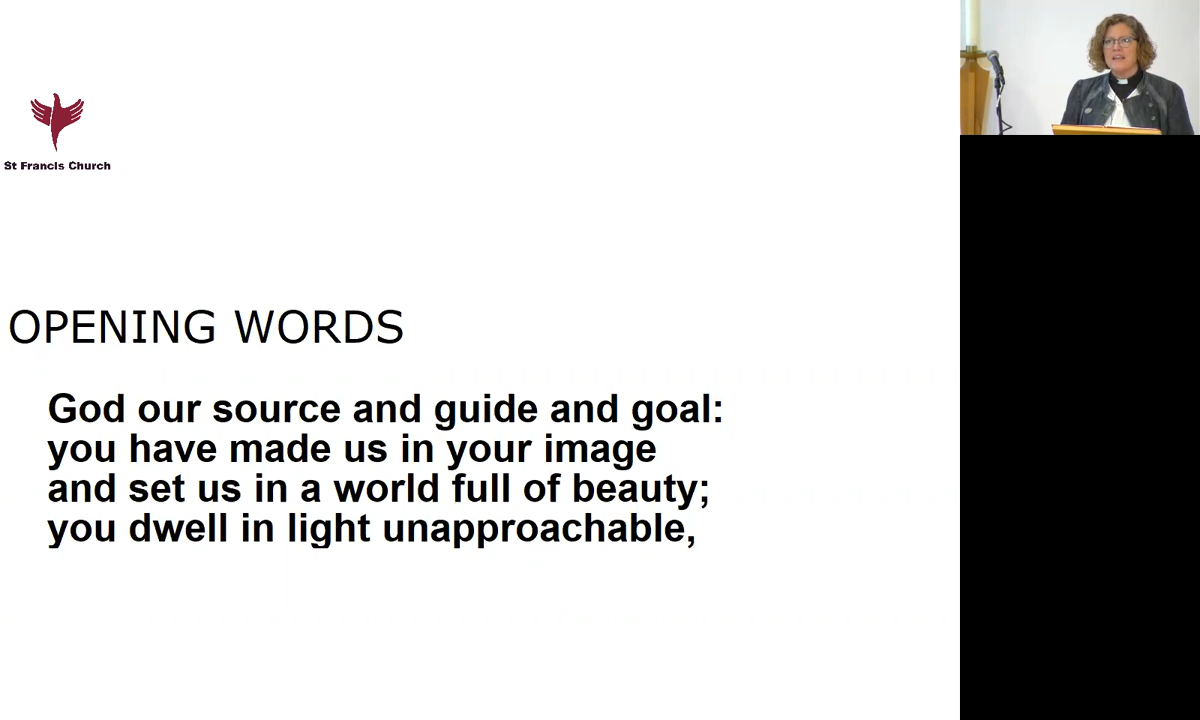 St Francis Church
OPENING WORDS
God our source and guide and goal:
you have made us in your image
and set us in a world full of beauty;
you dwell in light unapproachable,